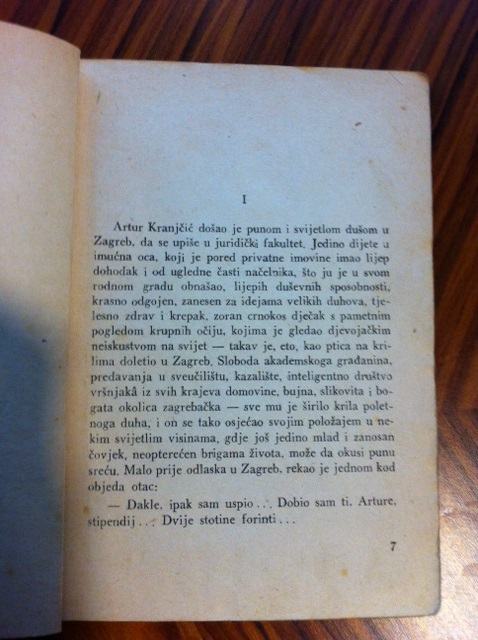 I
Artur Kranjčić došao je punom i svijetlom dušom u
Zagreb, da se upiše u juridički fakultet. Jedino dijete u
imućna oca, koji je pored privatne imovine imao lijep
dohodak i od ugledne časti načelnika, što ju je u svom
rodnom gradu obnašao, lijepih duševnih sposobnosti,
krasno odgojen, zanesen za idejama velikih duhova, tje-
lesno zdrav i krepak, zoran crnokos dječak s pametnim
pogledom krupnih očiju, kojima je gledao djevojačkim
neiskustvom na svijet — takav je, eto, kao ptica na kri-
lima doletio u Zagreb, Sloboda akademskoga građanina,
predavanja u sveučilištu, kazalište, inteligentno društvo
vršnjakâ iz svih krajeva domovine, bujna, slikovita i bo-
gata okolica zagrebačka — sve mu je širilo krila polet-
noga duha, i on se tako osjećao svojim položajem u ne-
kim svijetlim visinama, gdje još jedino mlad i zanosan
čovjek, neopterećen brigama života, može da okusi punu
sreću. Malo prije odlaska u Zagreb, rekao je jednom kod
objeda otac:
— Dakle, ipak sam uspio... Dobio sam ti, Arture,
stipendij... Dvije stotine forinti...
7